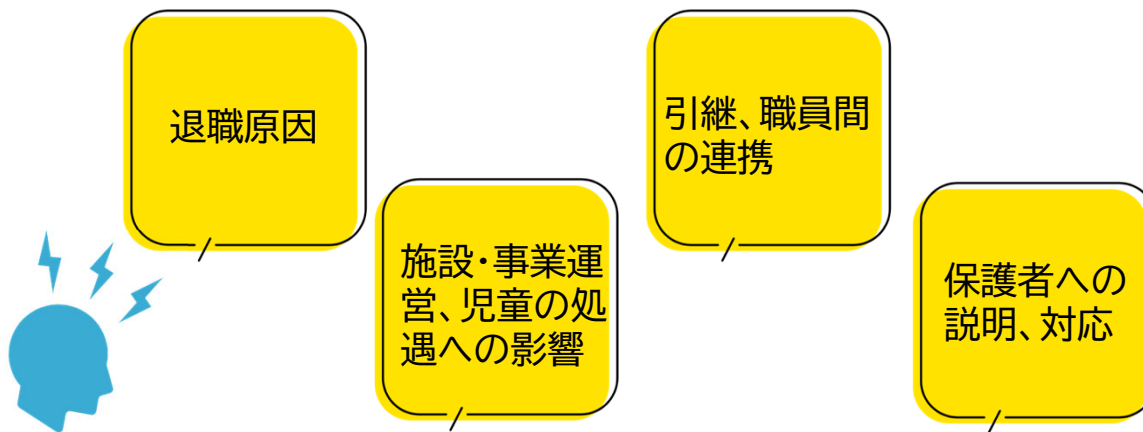 退職原因
施設・事業運
営、児童の処
遇への影響
引継、職員間
の連携
保護者への
説明、対応